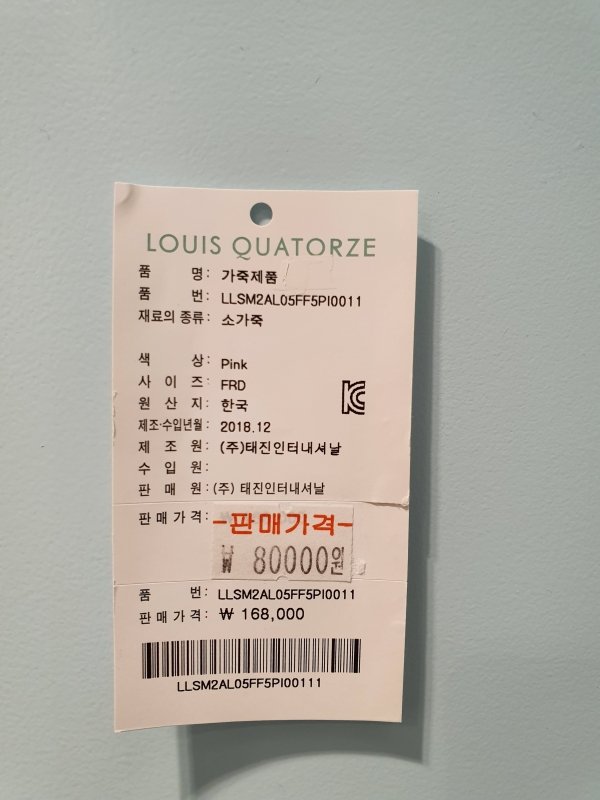 LOUIS QUATORZE
품 명: 가죽제품
품 번: LLSM2AL05FF5PI0011
재료의 종류: 소가죽
색 상: Pink
사 이 즈: FRD
원 산 지: 한국
제조·수입년월: 2018.12
제 조 원: (주)태진인터내셔날
수 입 원:
판 매 원: (주) 태진인터내셔날
판매가격: -판매가격-
₩ 80000원
품 번: LLSM2AL05FF5PI0011
판매가격: ₩ 168,000
LLSM2AL05FF5PI00111